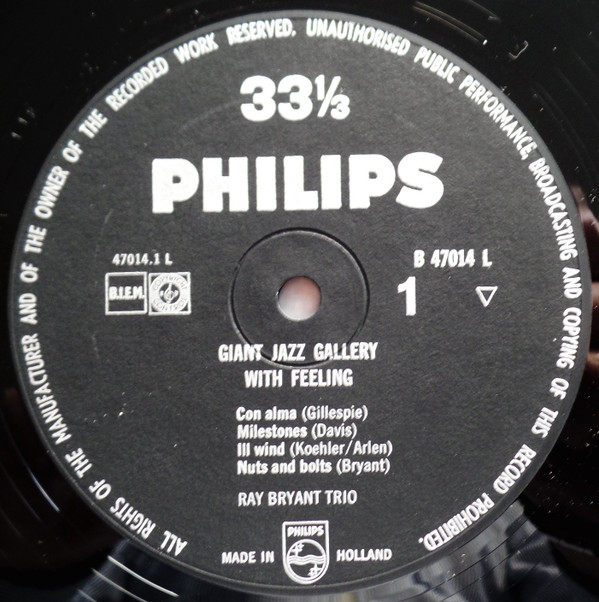 ALL RIGHTS OF THE MANUFACTURER AND OF THE OWNER OF THE RECORDED WORK RESERVED. UNAUTHORISED PUBLIC PERFORMANCE, BROADCASTING AND COPYING OF THIS RECORD PROHIBITED.
33⅓
PHILIPS
47014.1 L
B 47014 L
B.I.E.M.
1
GIANT JAZZ GALLERY
WITH FEELING
Con alma (Gillespie)
Milestones (Davis)
Ill wind (Koehler/Arlen)
Nuts and bolts (Bryant)
RAY BRYANT TRIO
PHILIPS
MADE IN HOLLAND